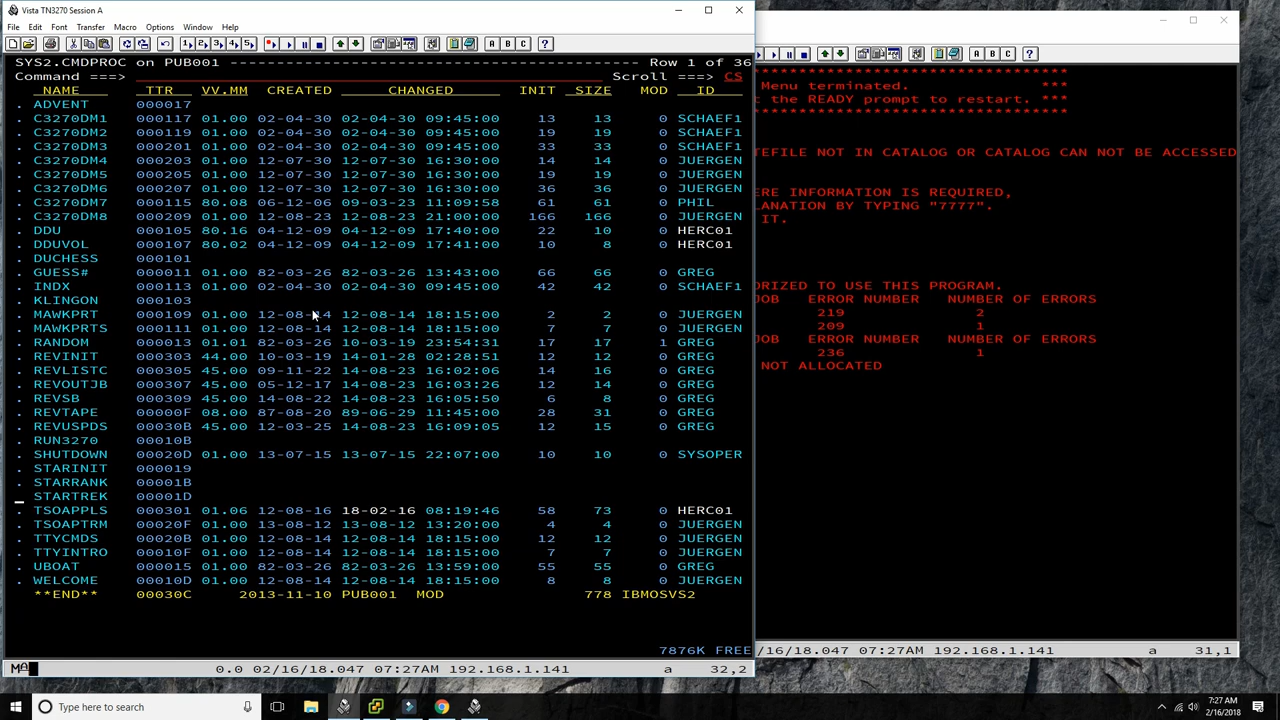 Vista TN3270 Session A
File Edit Font Transfer Macro Options Window Help
1 2 3 4 5 A B C ?
SYS2.CMDPROC on PUB001 --------------------------------------- Row 1 of 36
Command ===> Scroll ===> CS
NAME TTR VV.MM CREATED CHANGED INIT SIZE MOD ID
. ADVENT 000017
. C3270DM1 000117 01.00 02-04-30 02-04-30 09:45:00 13 13 0 SCHAEF1
. C3270DM2 000119 01.00 02-04-30 02-04-30 09:45:00 19 19 0 SCHAEF1
. C3270DM3 000201 01.00 02-04-30 02-04-30 09:45:00 33 33 0 SCHAEF1
. C3270DM4 000203 01.00 12-07-30 12-07-30 16:30:00 14 14 0 JUERGEN
. C3270DM5 000205 01.00 12-07-30 12-07-30 16:30:00 19 19 0 JUERGEN
. C3270DM6 000207 01.00 12-07-30 12-07-30 16:30:00 36 36 0 JUERGEN
. C3270DM7 000115 80.08 06-12-06 09-03-23 11:09:58 61 61 0 PHIL
. C3270DM8 000209 01.00 12-08-23 12-08-23 21:00:00 166 166 0 JUERGEN
. DDU 000105 80.16 04-12-09 04-12-09 17:40:00 22 10 0 HERC01
. DDUVOL 000107 80.02 04-12-09 04-12-09 17:41:00 10 8 0 HERC01
. DUCHESS 000101
. GUESS# 000011 01.00 82-03-26 82-03-26 13:43:00 66 66 0 GREG
. INDX 000113 01.00 02-04-30 02-04-30 09:45:00 42 42 0 SCHAEF1
. KLINGON 000103
. MAWKPRT 000109 01.00 12-08-14 12-08-14 18:15:00 2 2 0 JUERGEN
. MAWKPRTS 000111 01.00 12-08-14 12-08-14 18:15:00 7 7 0 JUERGEN
. RANDOM 000013 01.01 82-03-26 10-03-19 23:54:31 17 17 1 GREG
. REVINIT 000303 44.00 10-03-19 14-01-28 02:28:51 12 12 0 GREG
. REVLISTC 000305 45.00 09-11-22 14-08-23 16:02:06 14 16 0 GREG
. REVOUTJB 000307 45.00 05-12-17 14-08-23 16:03:26 12 14 0 GREG
. REVSB 000309 45.00 14-08-22 14-08-23 16:05:50 6 8 0 GREG
. REVTAPE 00000F 08.00 87-08-20 89-06-29 11:45:00 28 31 0 GREG
. REVUSPDS 00030B 45.00 12-03-25 14-08-23 16:09:05 12 15 0 GREG
. RUN3270 00010B
. SHUTDOWN 00020D 01.00 13-07-15 13-07-15 22:07:00 10 10 0 SYSOPER
. STARINIT 000019
. STARRANK 00001B
STARTREK 00001D
. TSOAPPLS 000301 01.06 12-08-16 18-02-16 08:19:46 58 73 0 HERC01
. TSOAPTRM 00020F 01.00 13-08-12 13-08-12 13:20:00 4 4 0 JUERGEN
. TTYCMDS 00020B 01.00 12-08-14 12-08-14 18:15:00 12 12 0 JUERGEN
. TTYINTRO 00010F 01.00 12-08-14 12-08-14 18:15:00 7 7 0 JUERGEN
. UBOAT 000015 01.00 82-03-26 82-03-26 13:59:00 55 55 0 GREG
. WELCOME 00010D 01.00 12-08-14 12-08-14 18:15:00 8 8 0 JUERGEN
**END** 00030C 2013-11-10 PUB001 MOD 778 IBMOSVS2
7876K FREE
MA 0.0 02/16/18.047 07:27AM 192.168.1.141 a 32,2
A B C ?
***********************************
Menu terminated. ***
t the READY prompt to restart. ***
***********************************
TEFILE NOT IN CATALOG OR CATALOG CAN NOT BE ACCESSED
ERE INFORMATION IS REQUIRED,
LANATION BY TYPING "7777".
IT.
ORIZED TO USE THIS PROGRAM.
JOB ERROR NUMBER NUMBER OF ERRORS
219 2
209 1
JOB ERROR NUMBER NUMBER OF ERRORS
236 1
NOT ALLOCATED
/16/18.047 07:27AM 192.168.1.141 a 31,1
Type here to search
7:27 AM
2/16/2018